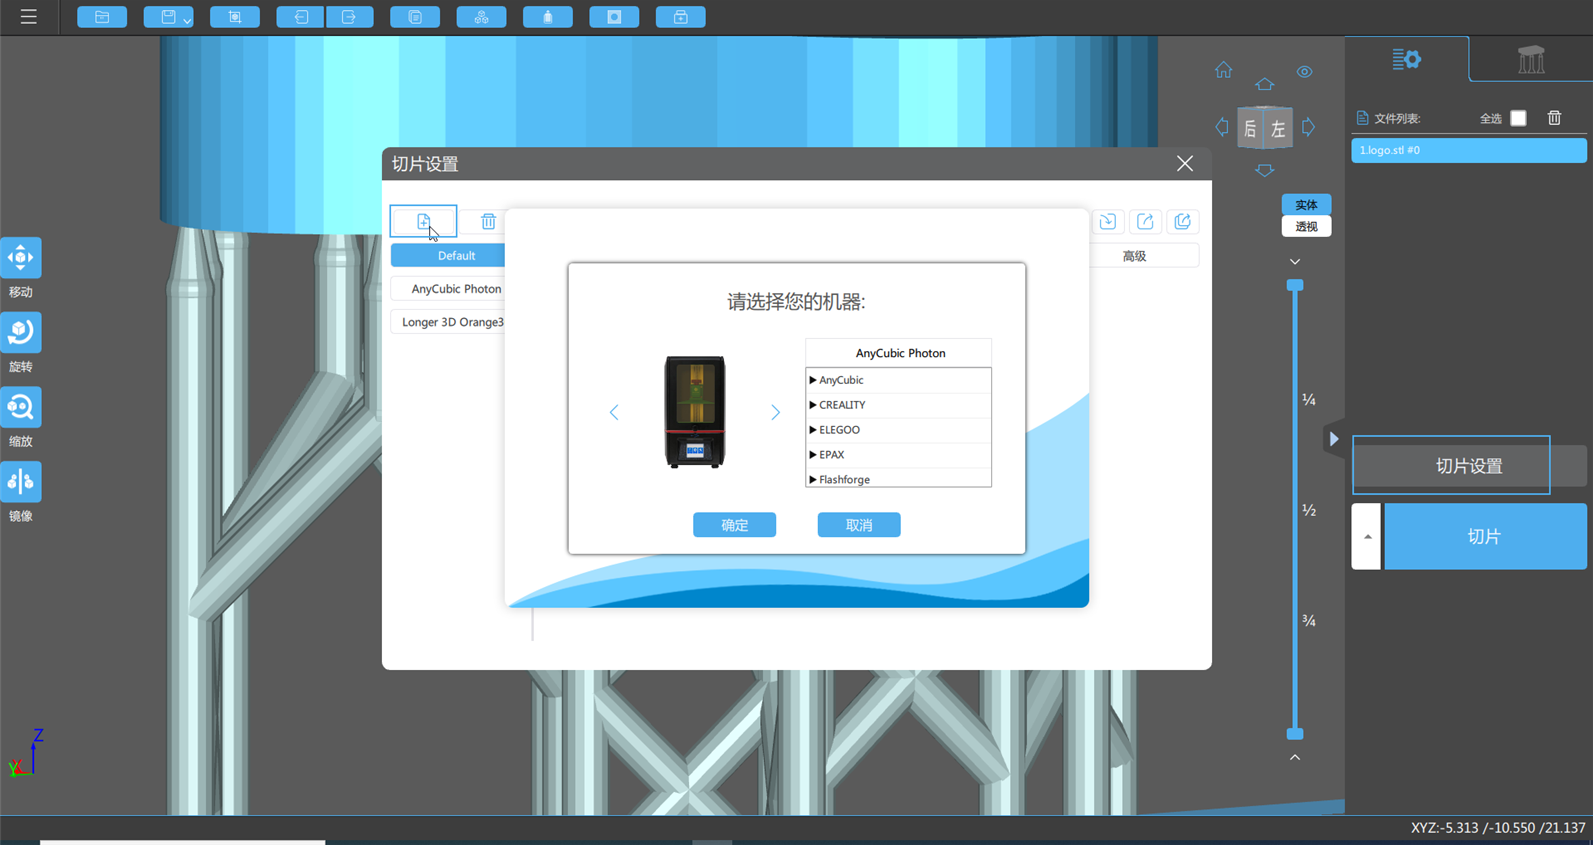 切片设置
Default
AnyCubic Photon
Longer 3D Orange3
高级
请选择您的机器:
AnyCubic Photon
AnyCubic
CREALITY
ELEGOO
EPAX
Flashforge
确定
取消
移动
旋转
缩放
镜像
Z
Y
X
后
左
实体
透视
¼
½
¾
文件列表:
全选
1.logo.stl #0
切片设置
切片
XYZ:-5.313 /-10.550 /21.137